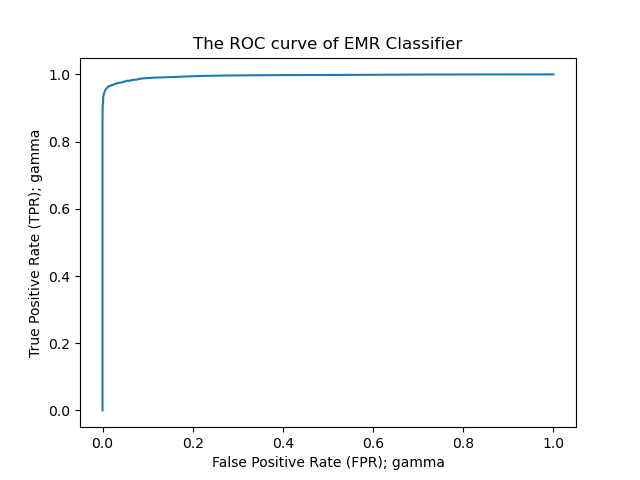 The ROC curve of EMR Classifier
1.0
0.8
0.6
0.4
0.2
0.0
True Positive Rate (TPR); gamma
0.0 0.2 0.4 0.6 0.8 1.0
False Positive Rate (FPR); gamma